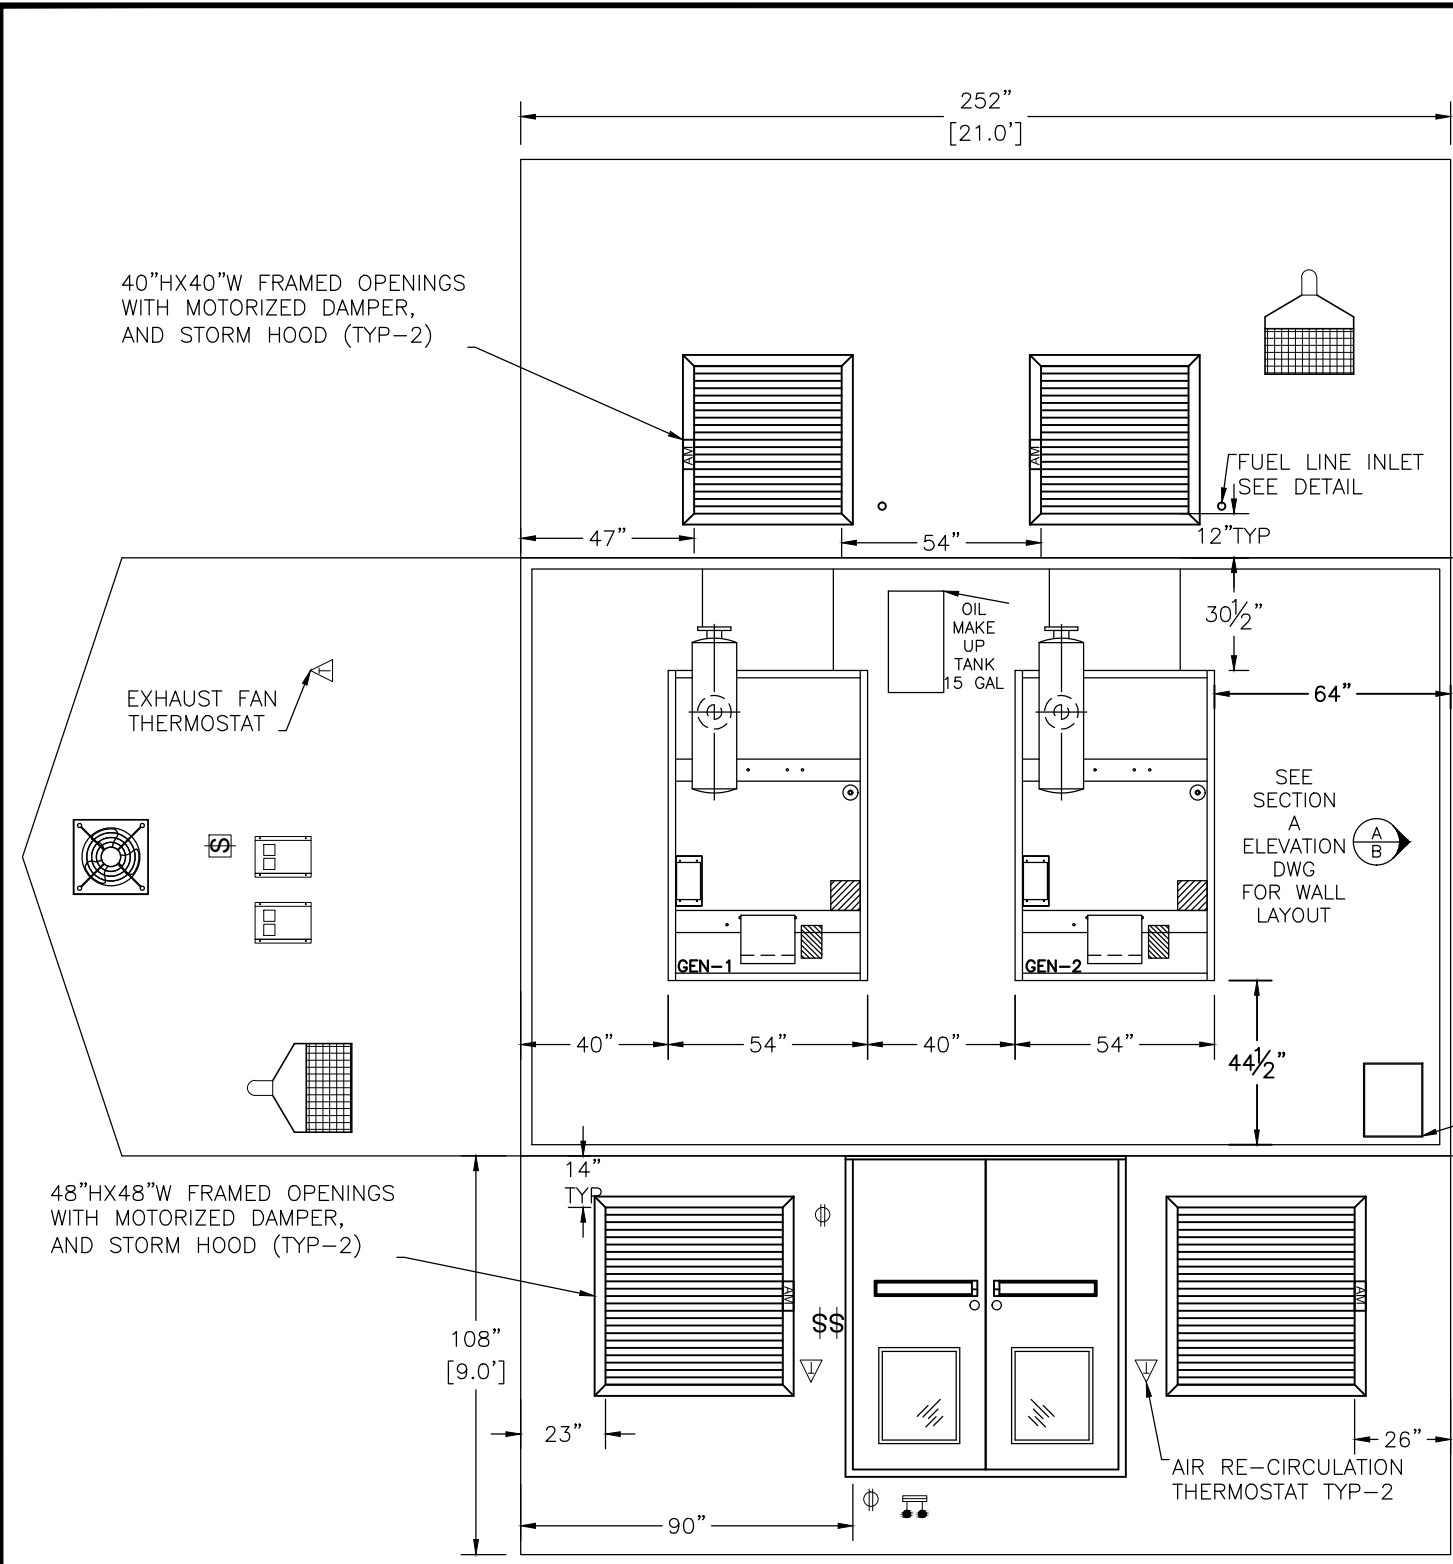 252”
[21.0’]
40”HX40”W FRAMED OPENINGS
WITH MOTORIZED DAMPER,
AND STORM HOOD (TYP-2)
AM
AM
FUEL LINE INLET
SEE DETAIL
47”
54”
12”TYP
30½”
OIL
MAKE
UP
TANK
15 GAL
EXHAUST FAN
THERMOSTAT
T
64”
e
e
SEE
SECTION
A
ELEVATION
DWG
FOR WALL
LAYOUT
A
B
S
GEN-1
GEN-2
40”
54”
40”
54”
44½”
14”
TYP
48”HX48”W FRAMED OPENINGS
WITH MOTORIZED DAMPER,
AND STORM HOOD (TYP-2)
AM
AM
108”
[9.0’]
SS
T
T
23”
26”
AIR RE-CIRCULATION
THERMOSTAT TYP-2
90”